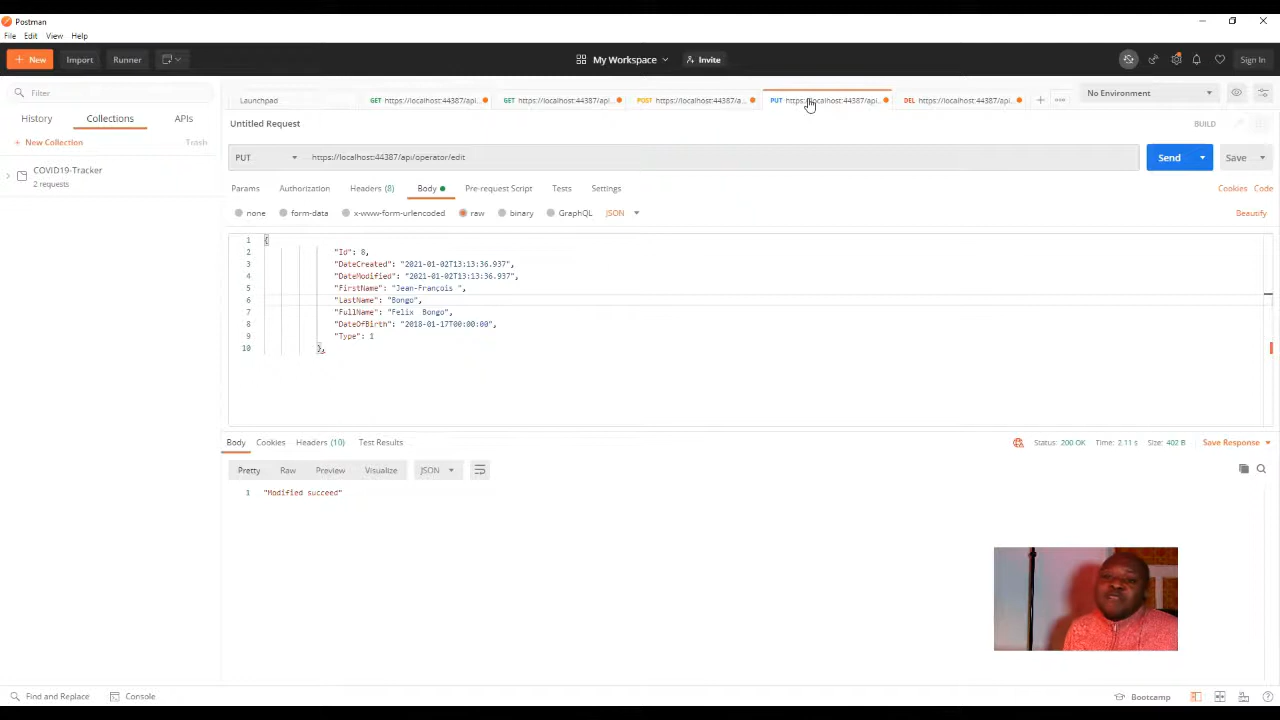 Postman
File Edit View Help
New Import Runner My Workspace Invite Sign In
Filter
Launchpad GET https://localhost:44387/api... GET https://localhost:44387/api... POST https://localhost:44387/a... PUT https://localhost:44387/api... DEL https://localhost:44387/api... No Environment
History Collections APIs
Untitled Request BUILD
+ New Collection Trash
PUT https://localhost:44387/api/operator/edit Send Save
COVID19-Tracker
2 requests
Params Authorization Headers (8) Body Pre-request Script Tests Settings Cookies Code
none form-data x-www-form-urlencoded raw binary GraphQL JSON Beautify
1 {
2 "Id": 8,
3 "DateCreated": "2021-01-02T13:13:36.937",
4 "DateModified": "2021-01-02T13:13:36.937",
5 "FirstName": "Jean-François ",
6 "LastName": "Bongo",
7 "FullName": "Felix  Bongo",
8 "DateOfBirth": "2018-01-17T00:00:00",
9 "Type": 1
10 },
Body Cookies Headers (10) Test Results Status: 200 OK Time: 2.11 s Size: 402 B Save Response
Pretty Raw Preview Visualize JSON
1 "Modified succeed"
Find and Replace Console Bootcamp